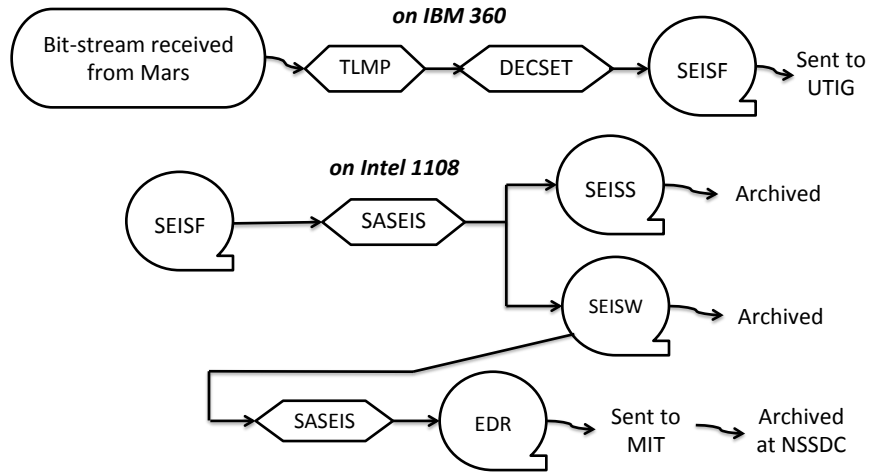 on IBM 360
Bit-stream received
from Mars
TLMP
DECSET
SEISF
Sent to
UTIG
on Intel 1108
SEISF
SASEIS
SEISS
Archived
SEISW
Archived
SASEIS
EDR
Sent to
MIT
Archived
at NSSDC